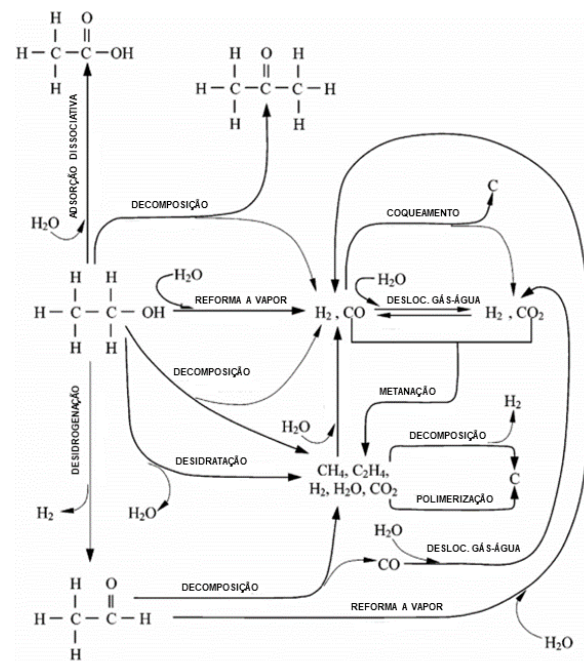 H O
H C C OH
H
H O H
H C C C H
H H
ADSORÇÃO DISSOCIATIVA
H₂O
DECOMPOSIÇÃO
COQUEAMENTO
C
H H
H C C OH
H H
H₂O
REFORMA A VAPOR
H₂ , CO
H₂O
DESLOC. GÁS-ÁGUA
H₂ , CO₂
DECOMPOSIÇÃO
METANAÇÃO
H₂O
DESIDROGENAÇÃO
DESIDRATAÇÃO
H₂
H₂O
CH₄, C₂H₄,
H₂, H₂O, CO₂
DECOMPOSIÇÃO
H₂
C
POLIMERIZAÇÃO
H₂O
DESLOC. GÁS-ÁGUA
CO
DECOMPOSIÇÃO
H O
H C C H
H
REFORMA A VAPOR
H₂O